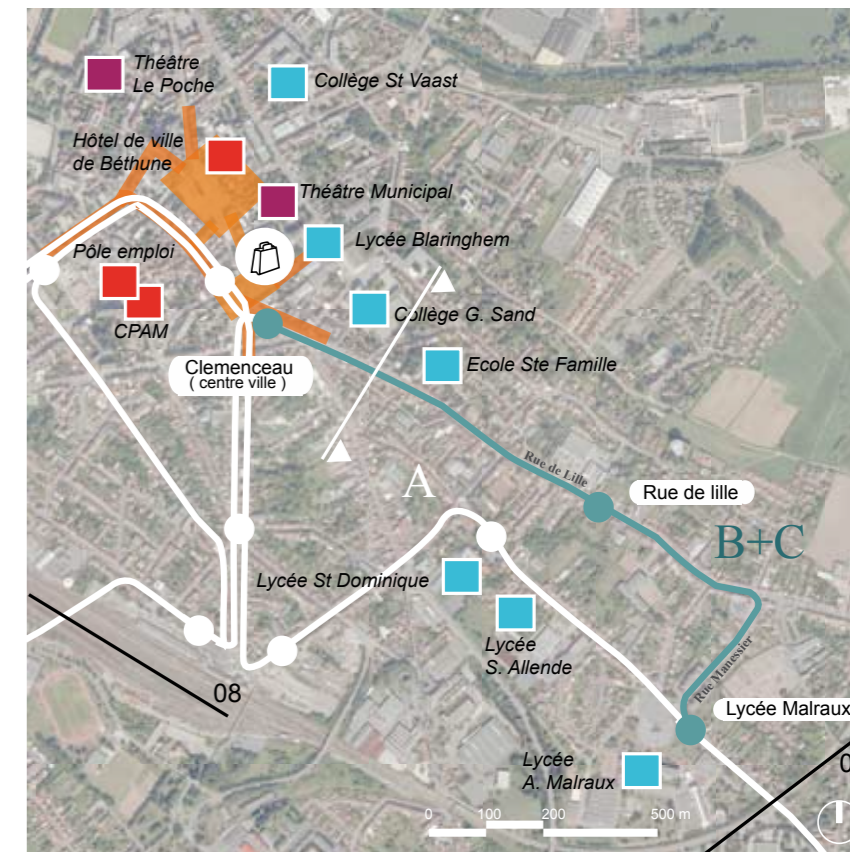 Théâtre
Le Poche
Collège St Vaast
Hôtel de ville
de Béthune
Théâtre Municipal
Lycée Blaringhem
Pôle emploi
CPAM
Collège G. Sand
Clemenceau
( centre ville )
Ecole Ste Famille
Rue de Lille
A
Rue de lille
B+C
Lycée St Dominique
Lycée
S. Allende
Rue Manessier
08
Lycée Malraux
Lycée
A. Malraux
0
0 100 200 500 m